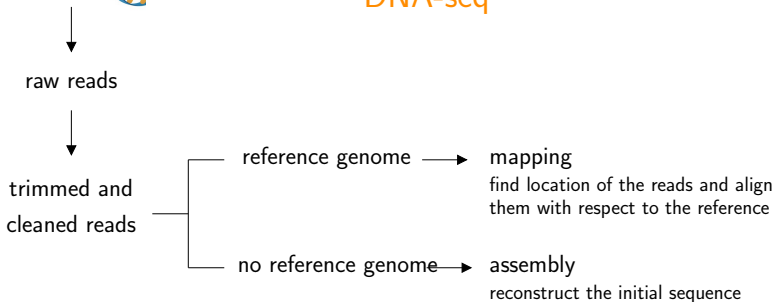 DNA-seq
raw reads
reference genome
mapping
trimmed and
find location of the reads and align
them with respect to the reference
cleaned reads
no reference genome
assembly
reconstruct the initial sequence